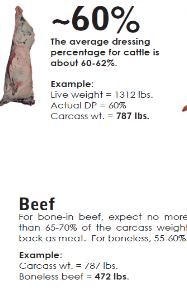 ~60%
The average dressing
percentage for cattle is
about 60-62%.
Example:
Live weight = 1312 lbs.
Actual DP = 60%
Carcass wt. = 787 lbs.
Beef
For bone-in beef, expect no more
than 65-70% of the carcass weight
back as meat. For boneless, 55-60%
Example:
Carcass wt. = 787 lbs.
Boneless beef = 472 lbs.